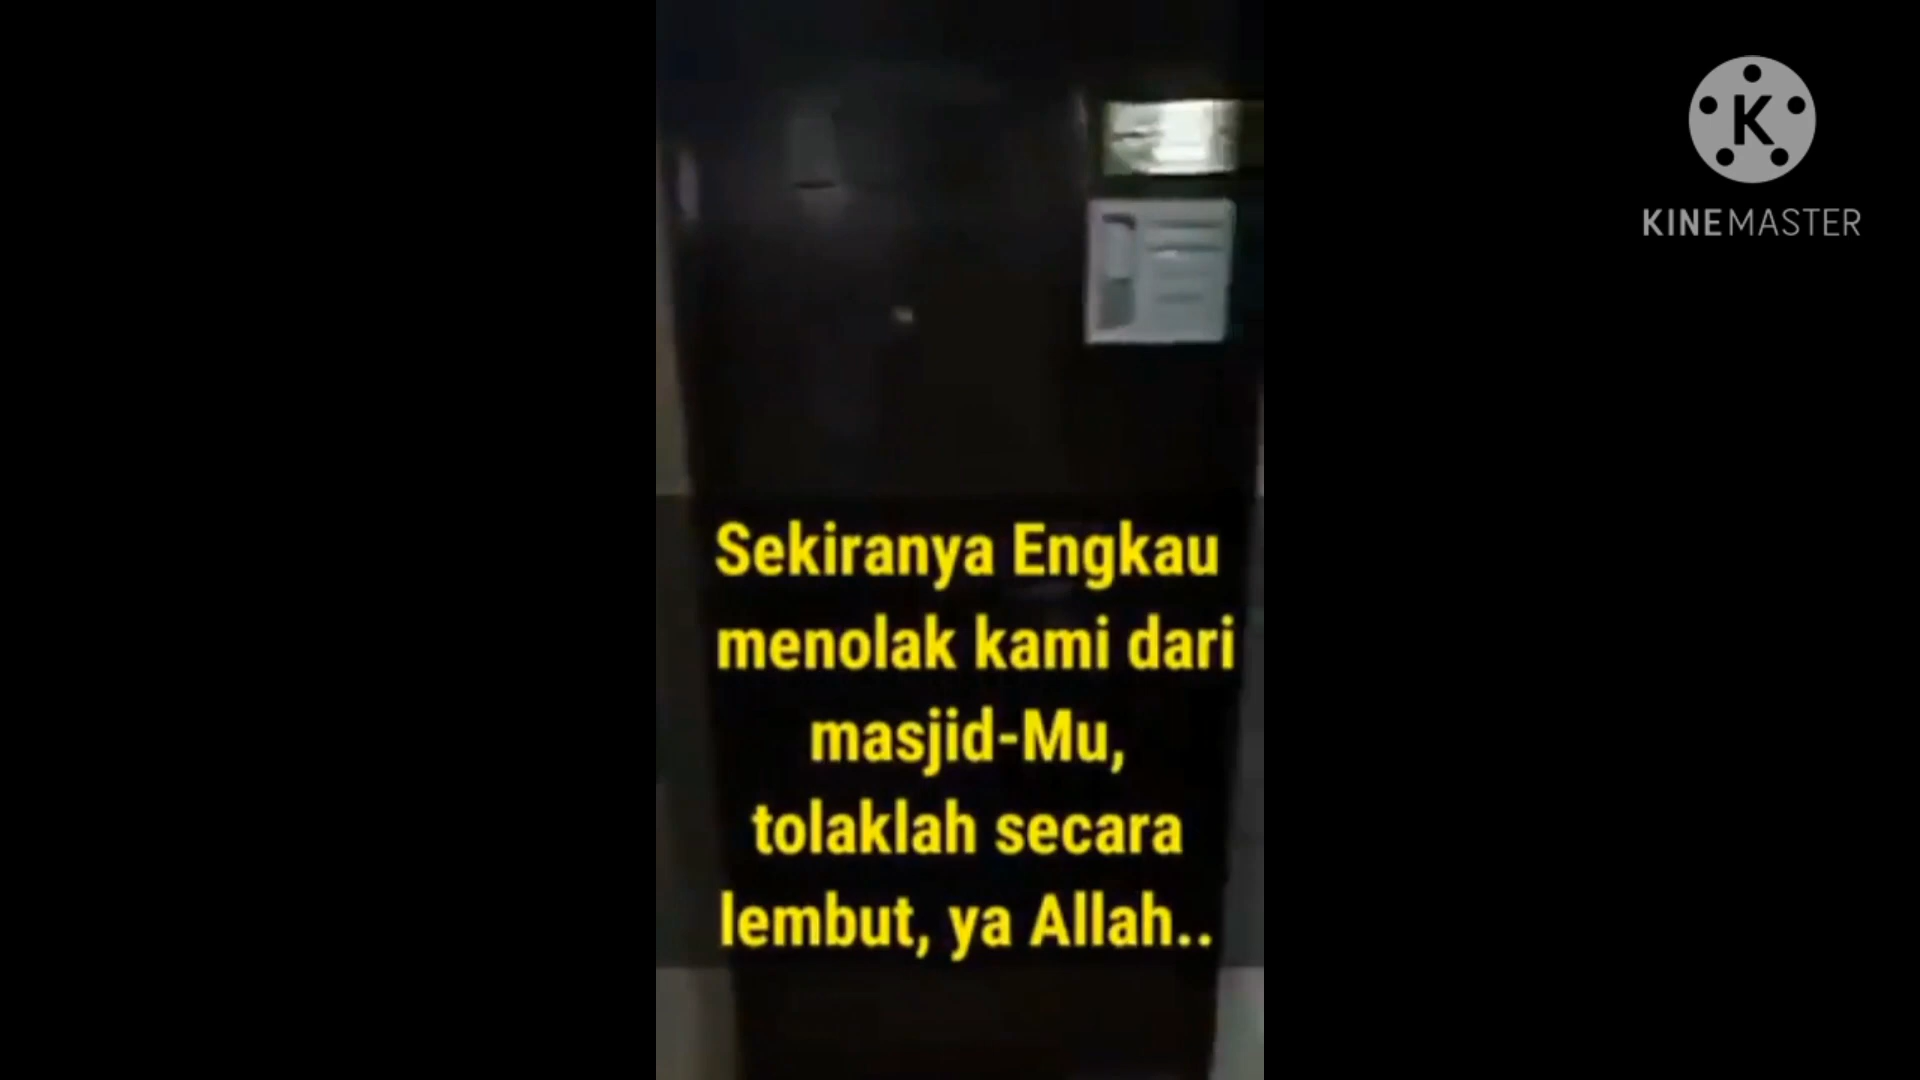 Sekiranya Engkau
menolak kami dari
masjid-Mu,
tolaklah secara
lembut, ya Allah..
K
KINEMASTER